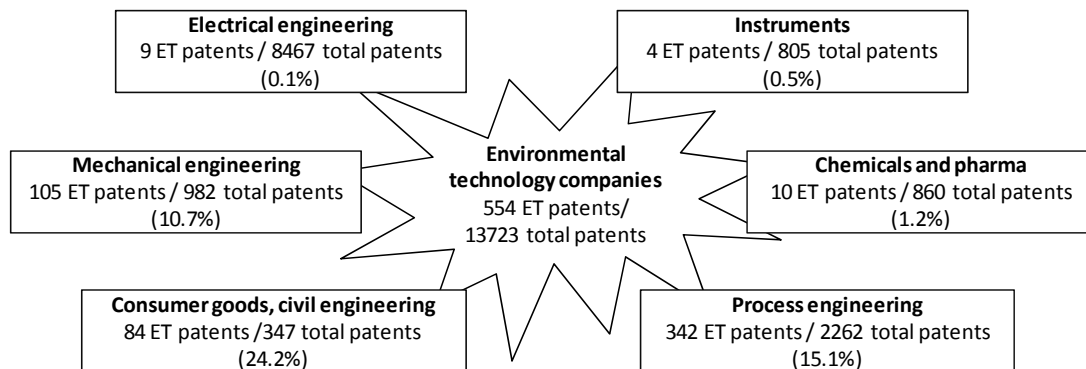 Electrical engineering
9 ET patents / 8467 total patents
(0.1%)
Instruments
4 ET patents / 805 total patents
(0.5%)
Mechanical engineering
105 ET patents / 982 total patents
(10.7%)
Environmental
technology companies
554 ET patents/
13723 total patents
Chemicals and pharma
10 ET patents / 860 total patents
(1.2%)
Consumer goods, civil engineering
84 ET patents /347 total patents
(24.2%)
Process engineering
342 ET patents / 2262 total patents
(15.1%)